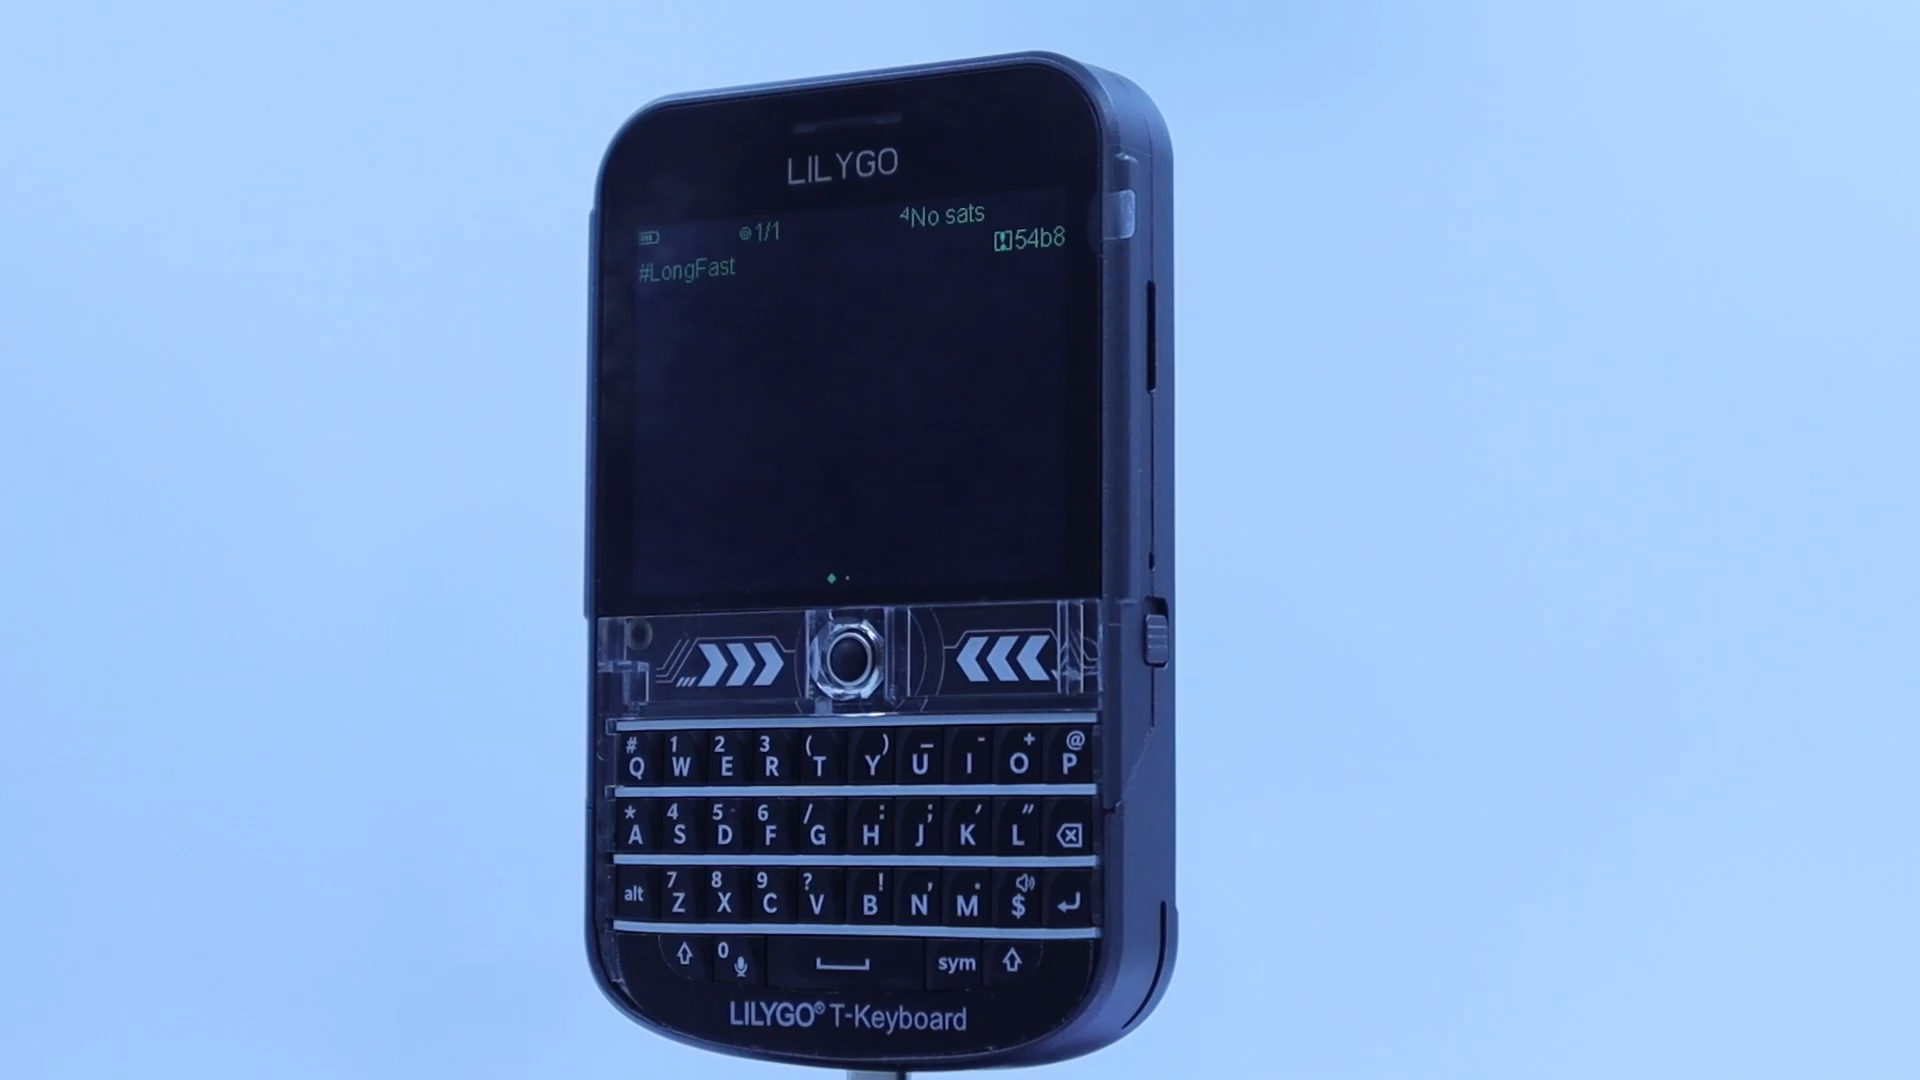 LILYGO
1/1
No sats
54b8
#LongFast
# 1 2 3 ( ) _ - + @
Q W E R T Y U I O P
* 4 5 6 / : ; ' "
A S D F G H J K L
7 8 9 ? ! , .
alt Z X C V B N M $
0
sym
LILYGO® T-Keyboard